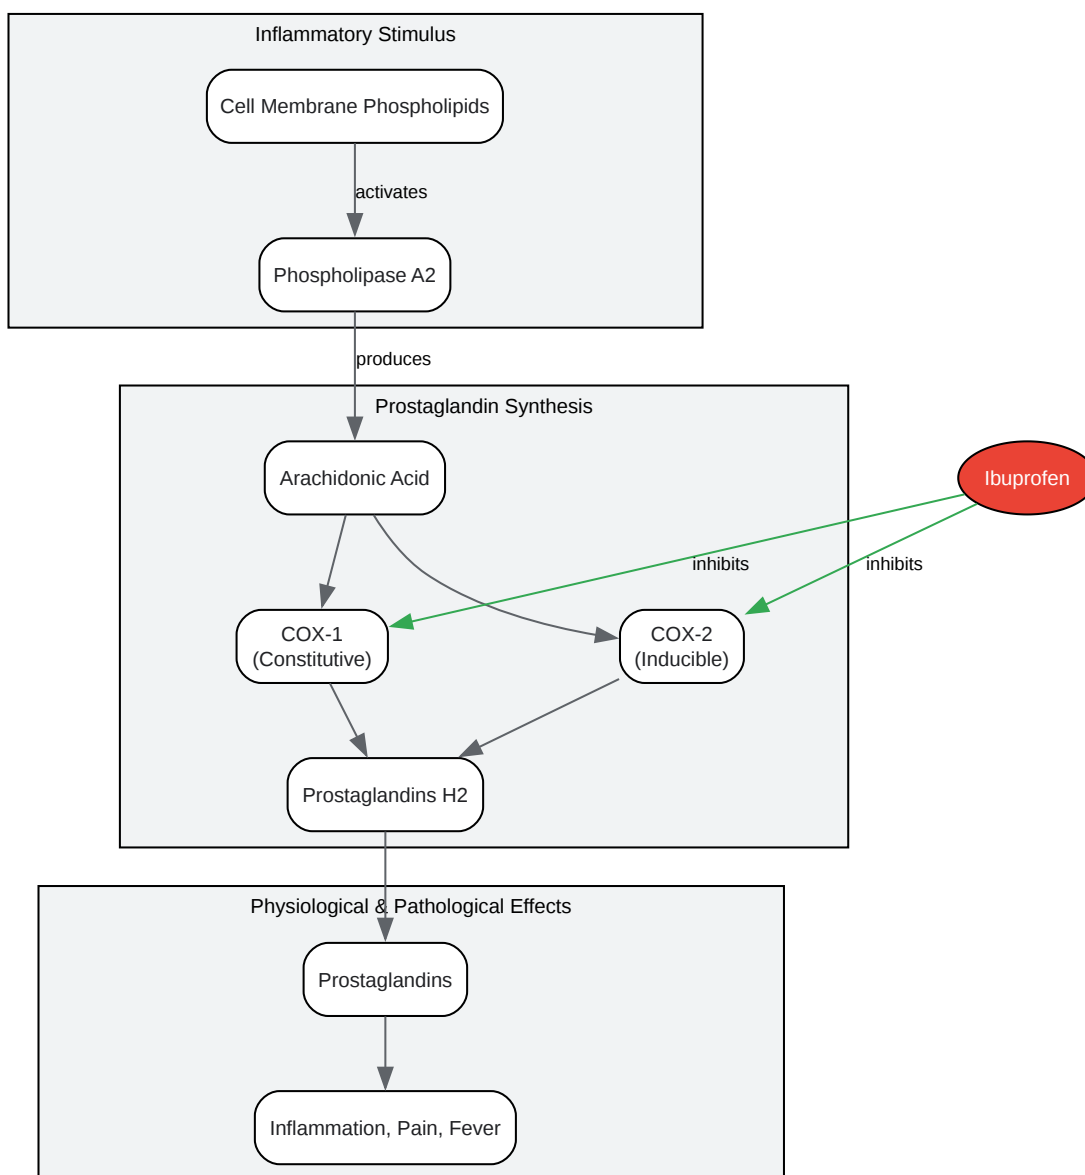 Inflammatory Stimulus
Cell Membrane Phospholipids
activates
Phospholipase A2
produces
Prostaglandin Synthesis
Arachidonic Acid
Ibuprofen
inhibits
inhibits
COX-1
(Constitutive)
COX-2
(Inducible)
Prostaglandins H2
Physiological & Pathological Effects
Prostaglandins
Inflammation, Pain, Fever